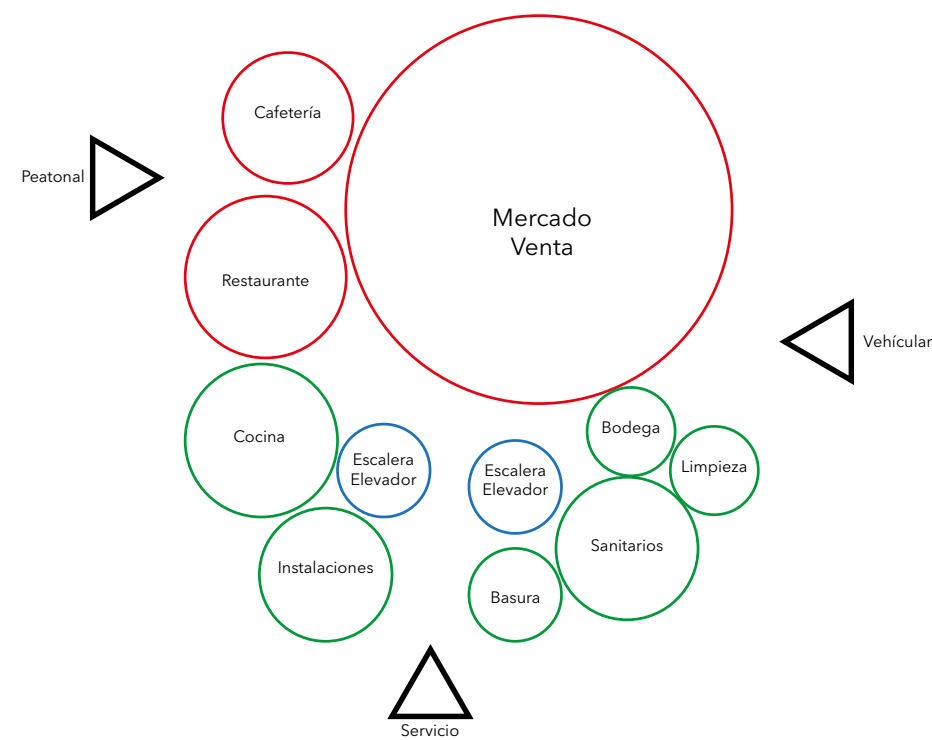 Cafetería
Peatonal
Mercado
Venta
Restaurante
Vehícular
Cocina
Escalera
Elevador
Escalera
Elevador
Bodega
Limpieza
Instalaciones
Sanitarios
Basura
Servicio